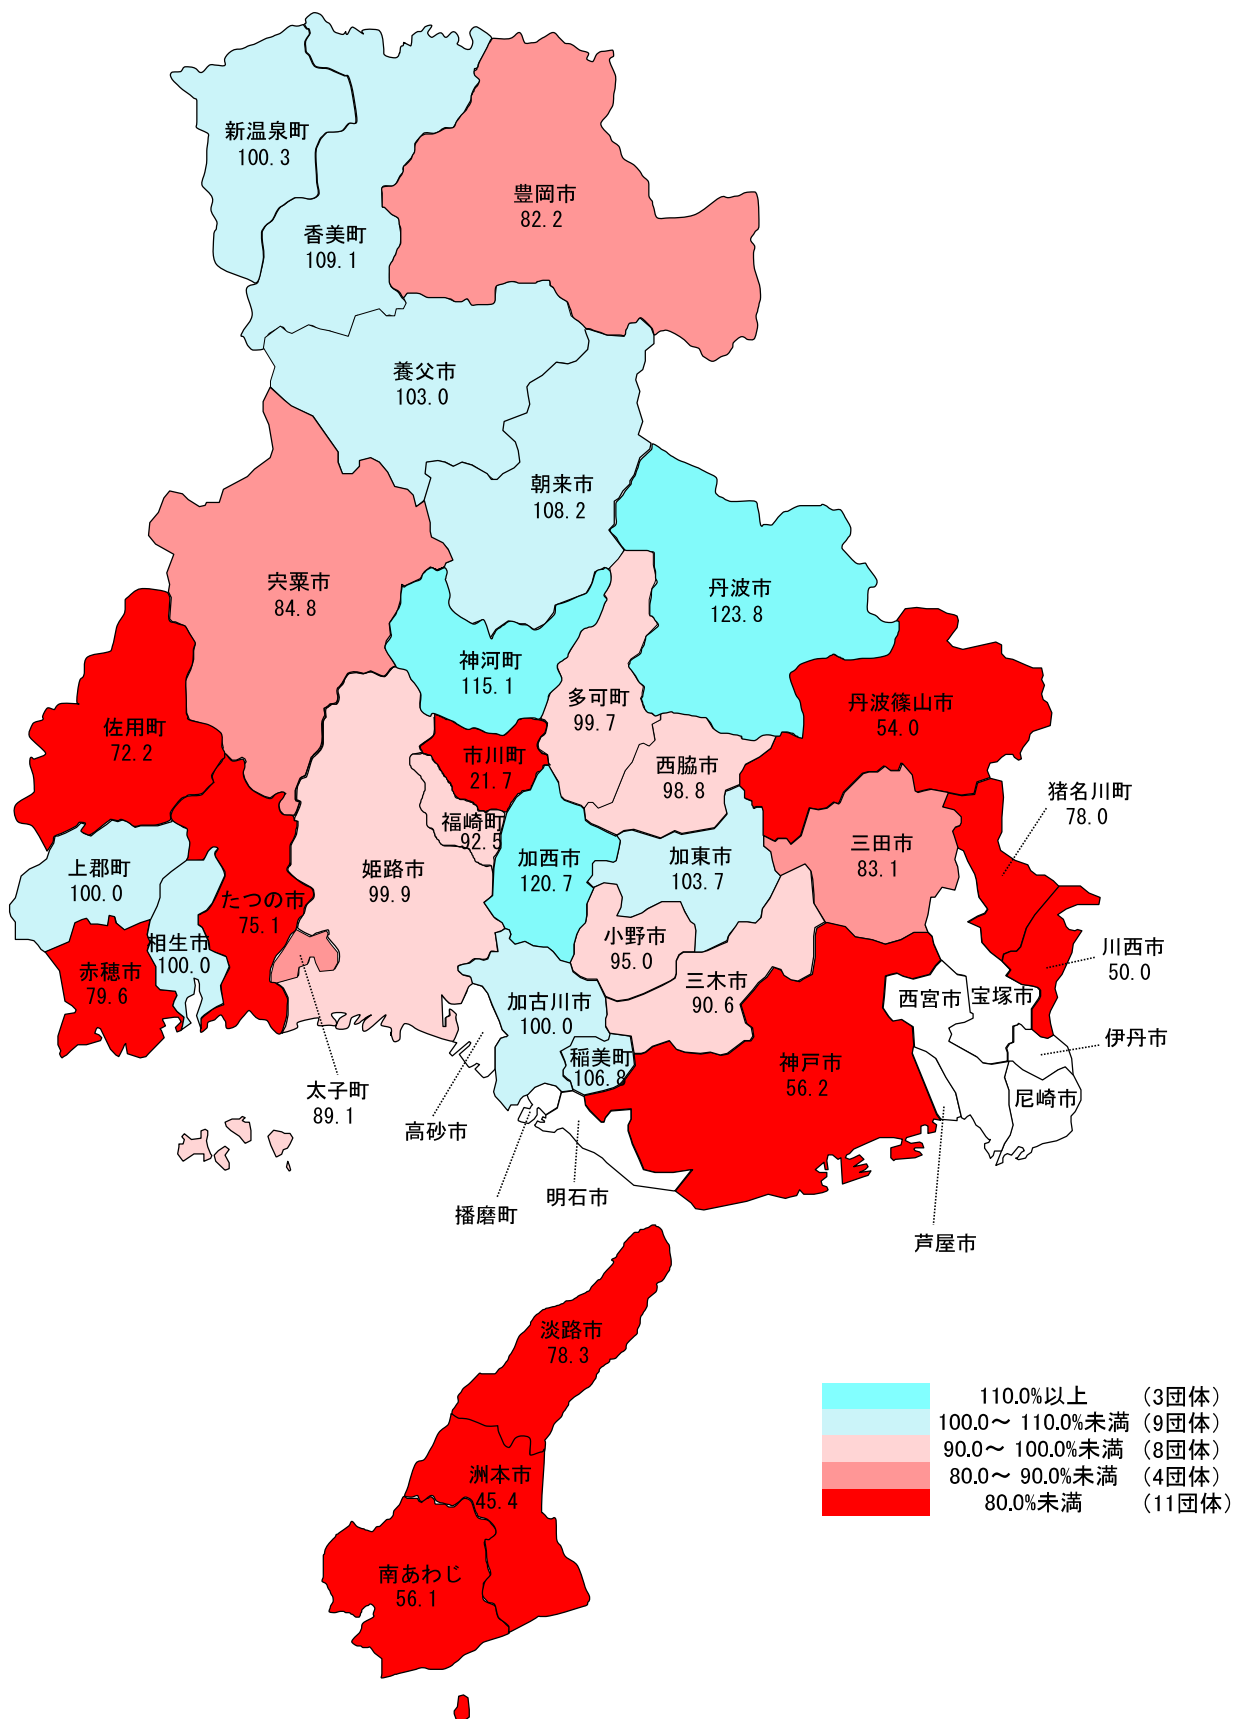 新温泉町
100.3
香美町
109.1
豊岡市
82.2
養父市
103.0
朝来市
108.2
宍粟市
84.8
丹波市
123.8
神河町
115.1
多可町
99.7
丹波篠山市
54.0
佐用町
72.2
市川町
21.7
西脇市
98.8
猪名川町
78.0
福崎町
92.5
加西市
120.7
加東市
103.7
三田市
83.1
上郡町
100.0
姫路市
99.9
たつの市
75.1
相生市
100.0
赤穂市
79.6
小野市
95.0
三木市
90.6
川西市
50.0
西宮市
宝塚市
加古川市
100.0
稲美町
106.8
神戸市
56.2
伊丹市
尼崎市
太子町
89.1
高砂市
播磨町
明石市
芦屋市
淡路市
78.3
洲本市
45.4
南あわじ
56.1
110.0%以上 （3団体）
100.0～ 110.0%未満 （9団体）
90.0～ 100.0%未満 （8団体）
80.0～ 90.0%未満 （4団体）
80.0%未満 （11団体）